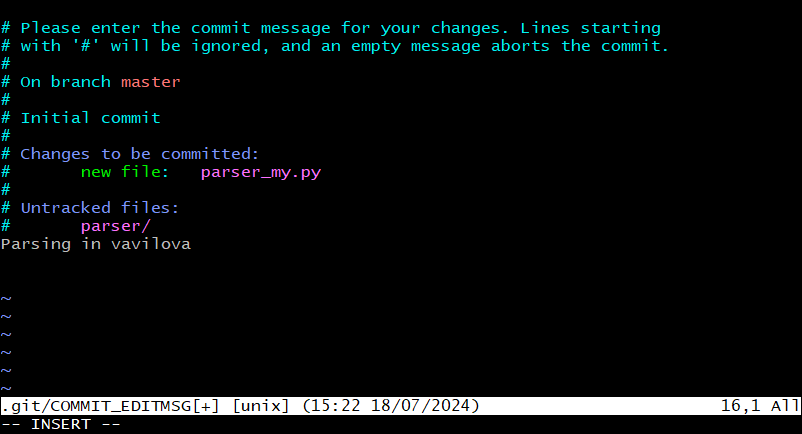 # Please enter the commit message for your changes. Lines starting
# with '#' will be ignored, and an empty message aborts the commit.
#
# On branch master
#
# Initial commit
#
# Changes to be committed:
#       new file:   parser_my.py
#
# Untracked files:
#       parser/
Parsing in vavilova
~
~
~
~
~
~
.git/COMMIT_EDITMSG[+] [unix] (15:22 18/07/2024) 16,1 All
-- INSERT --